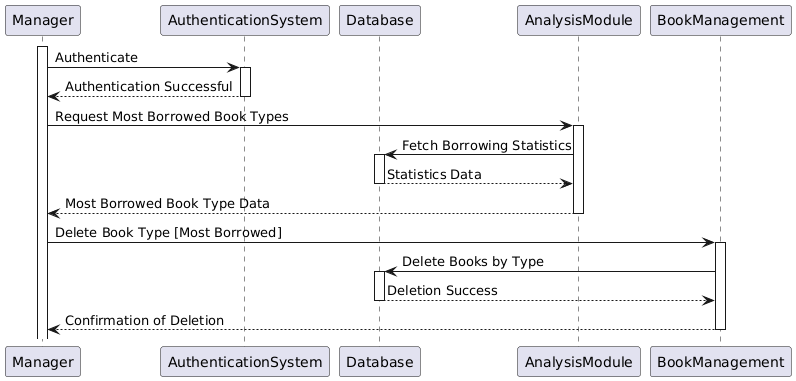 Manager AuthenticationSystem Database AnalysisModule BookManagement
Authenticate
Authentication Successful
Request Most Borrowed Book Types
Fetch Borrowing Statistics
Statistics Data
Most Borrowed Book Type Data
Delete Book Type [Most Borrowed]
Delete Books by Type
Deletion Success
Confirmation of Deletion
Manager AuthenticationSystem Database AnalysisModule BookManagement